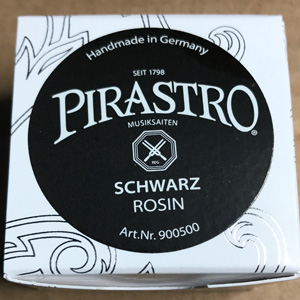 Handmade in Germany
SEIT 1798
PIRASTRO®
MUSIKSAITEN
SCHWARZ
ROSIN
Art.Nr. 900500